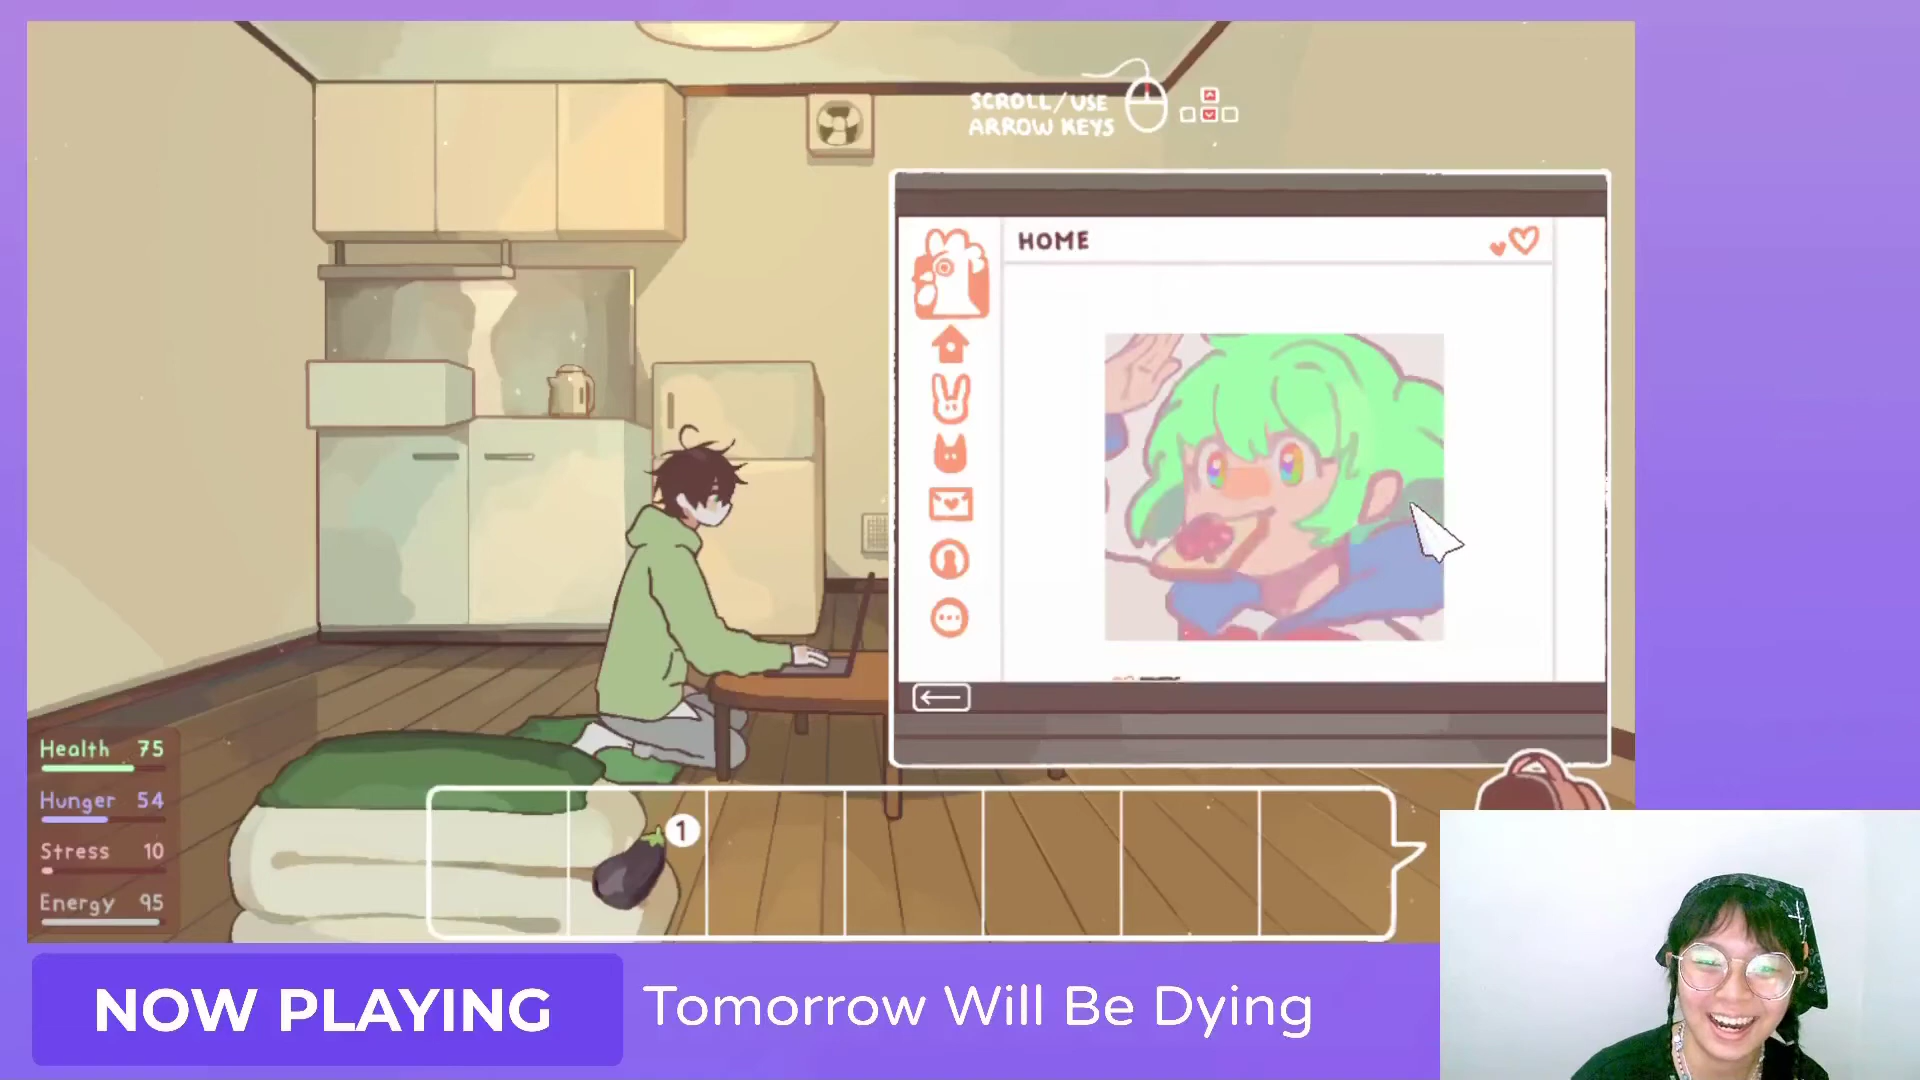 SCROLL/USE
ARROW KEYS
HOME
Health 75
Hunger 54
Stress 10
Energy 95
1
NOW PLAYING
Tomorrow Will Be Dying